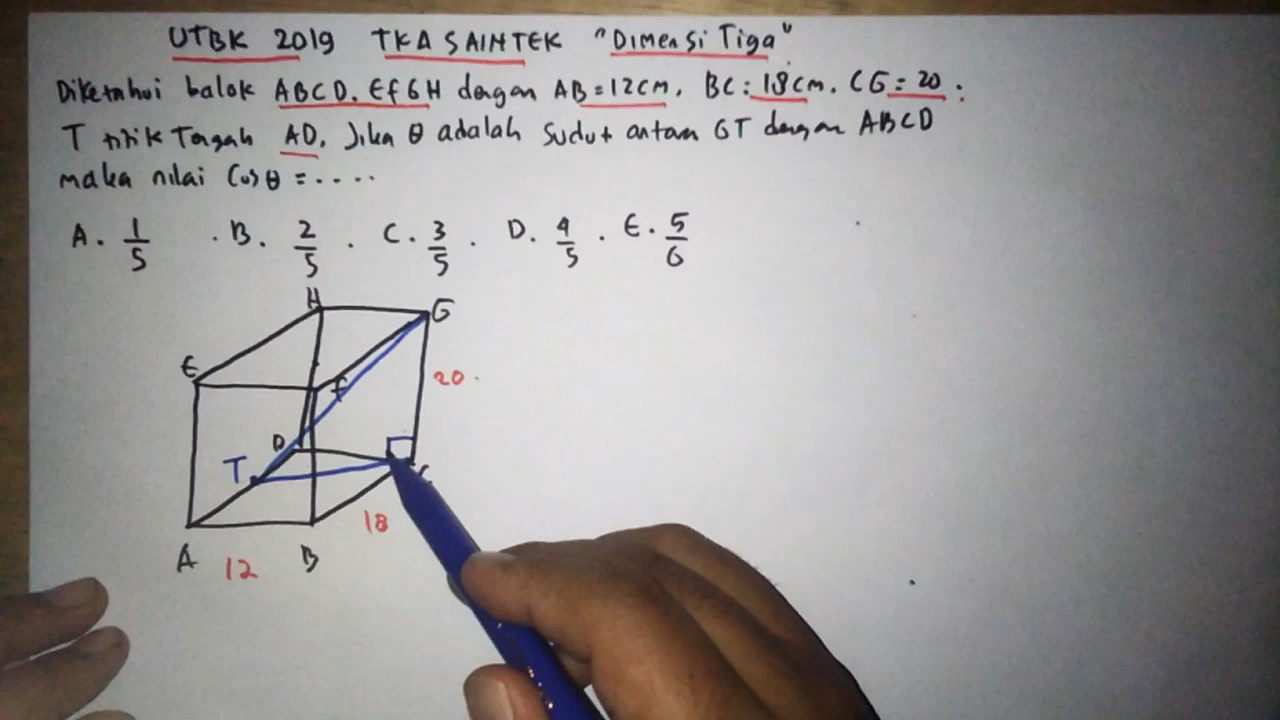 UTBK 2019 TKA SAINTEK "Dimensi Tiga"
Diketahui balok ABCD. EFGH dengan AB = 12 cm. BC = 18 cm. CG = 20.
T titik Tengah AD. Jika θ adalah Sudut antara GT dengan ABCD
maka nilai Cos θ = ....
A. 1/5 . B. 2/5 . C. 3/5 . D. 4/5 . E. 5/6
H
G
E
F
20
D
T
C
18
A 12 B